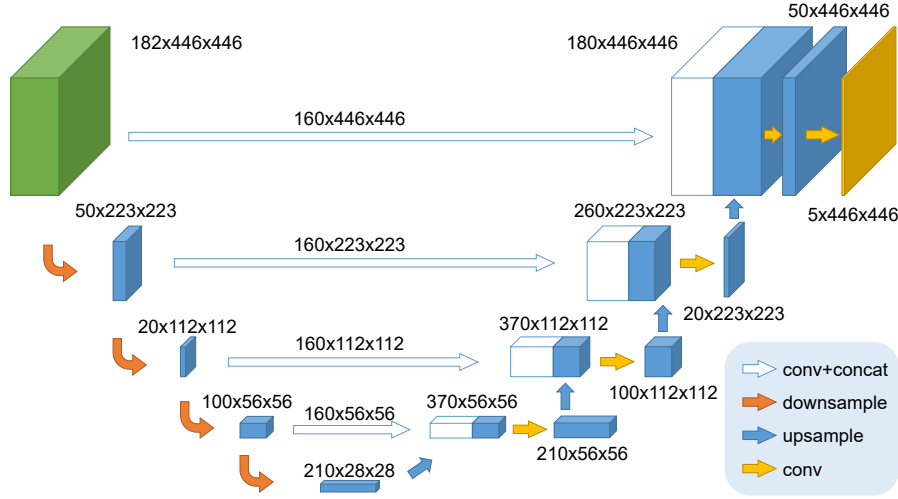 50x446x446
182x446x446
180x446x446
160x446x446
50x223x223
260x223x223
5x446x446
160x223x223
20x223x223
20x112x112
370x112x112
160x112x112
100x112x112
100x56x56
160x56x56
370x56x56
210x56x56
210x28x28
conv+concat
downsample
upsample
conv